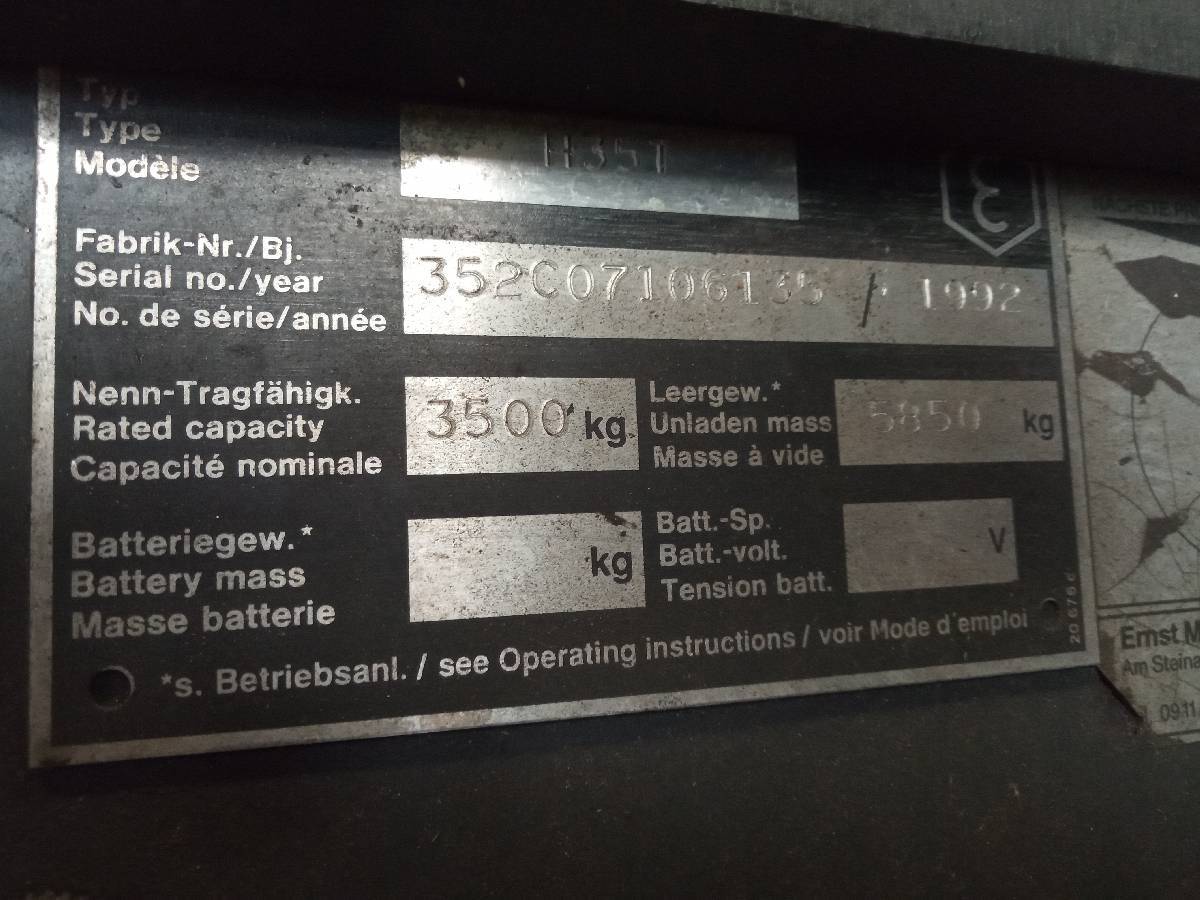 Typ
Type
Modèle
H35T
Fabrik-Nr./Bj.
Serial no./year
No. de série/année
352C07106135 / 1992
Nenn-Tragfähigk.
Rated capacity
Capacité nominale
3500 kg
Leergew.*
Unladen mass
Masse à vide
5850 kg
Batteriegew.*
Battery mass
Masse batterie
kg
Batt.-Sp.
Batt.-volt.
Tension batt.
V
*s. Betriebsanl. / see Operating instructions / voir Mode d'emploi
Ernst M
Am Steina
0911